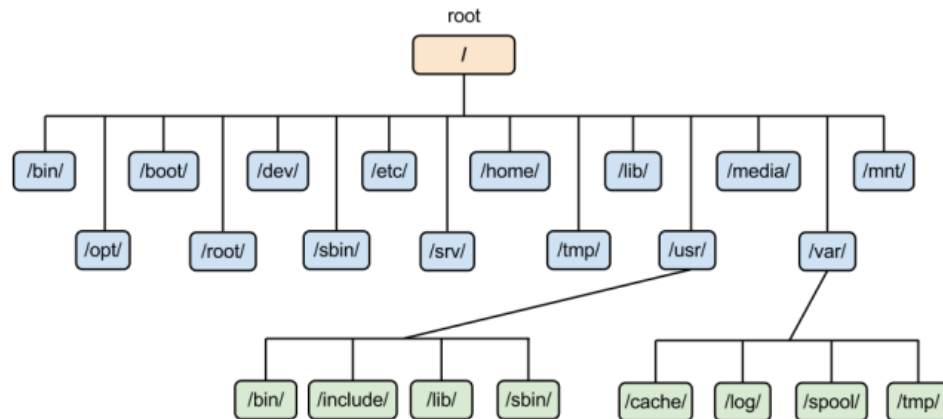 root
/
/bin/ /boot/ /dev/ /etc/ /home/ /lib/ /media/ /mnt/
/opt/ /root/ /sbin/ /srv/ /tmp/ /usr/ /var/
/bin/ /include/ /lib/ /sbin/ /cache/ /log/ /spool/ /tmp/